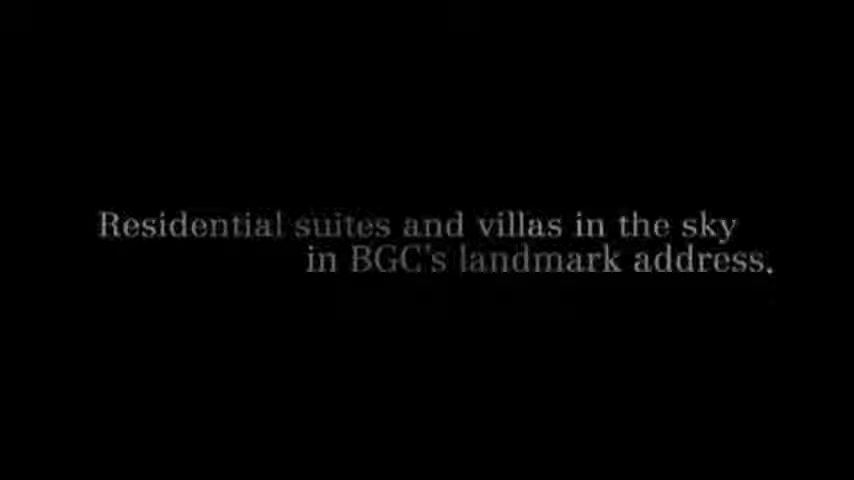 Residential suites and villas in the sky
in BGC's landmark address.